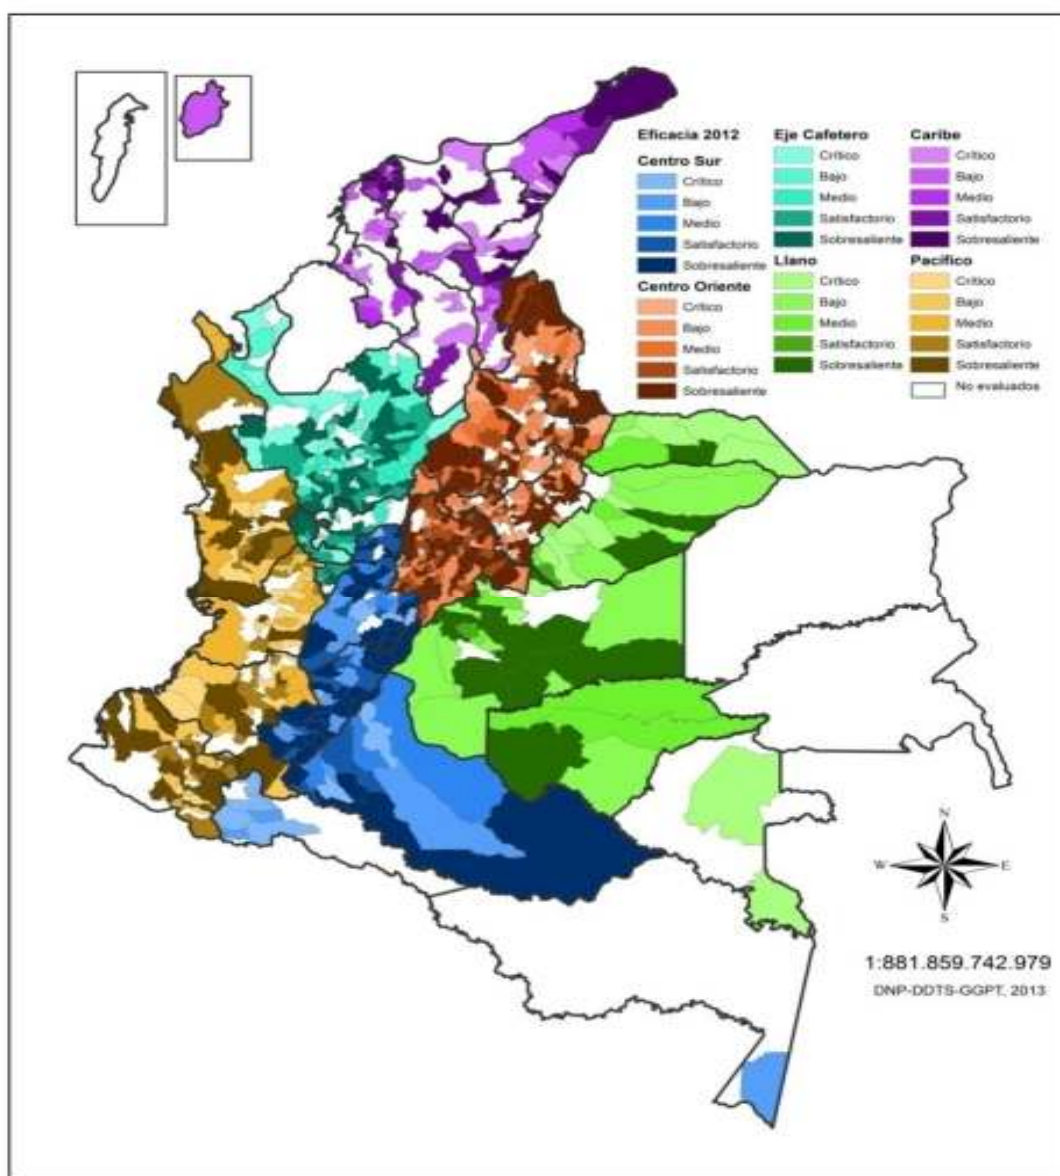 Eficacia 2012
Centro Sur
Crítico
Bajo
Medio
Satisfactorio
Sobresaliente
Centro Oriente
Crítico
Bajo
Medio
Satisfactorio
Sobresaliente
Eje Cafetero
Crítico
Bajo
Medio
Satisfactorio
Sobresaliente
Llano
Crítico
Bajo
Medio
Satisfactorio
Sobresaliente
Caribe
Crítico
Bajo
Medio
Satisfactorio
Sobresaliente
Pacífico
Crítico
Bajo
Medio
Satisfactorio
Sobresaliente
No evaluados
N
W
E
S
1:881.859.742.979
DNP-DDTS-GGPT, 2013